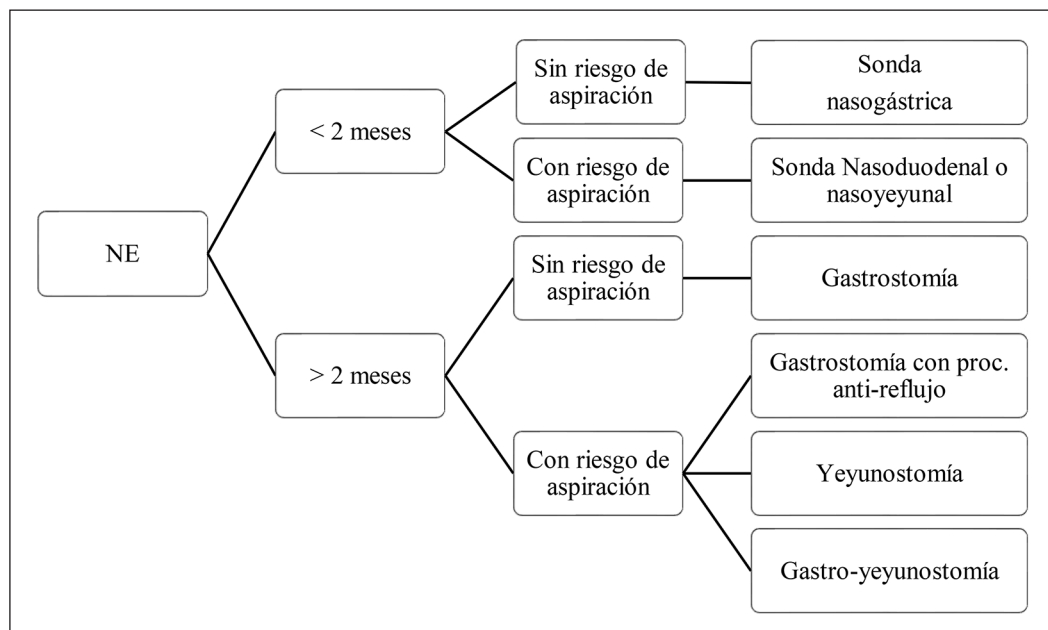 NE
< 2 meses
Sin riesgo de
aspiración
Sonda
nasogástrica
Con riesgo de
aspiración
Sonda Nasoduodenal o
nasoyeyunal
> 2 meses
Sin riesgo de
aspiración
Gastrostomía
Con riesgo de
aspiración
Gastrostomía con proc.
anti-reflujo
Yeyunostomía
Gastro-yeyunostomía